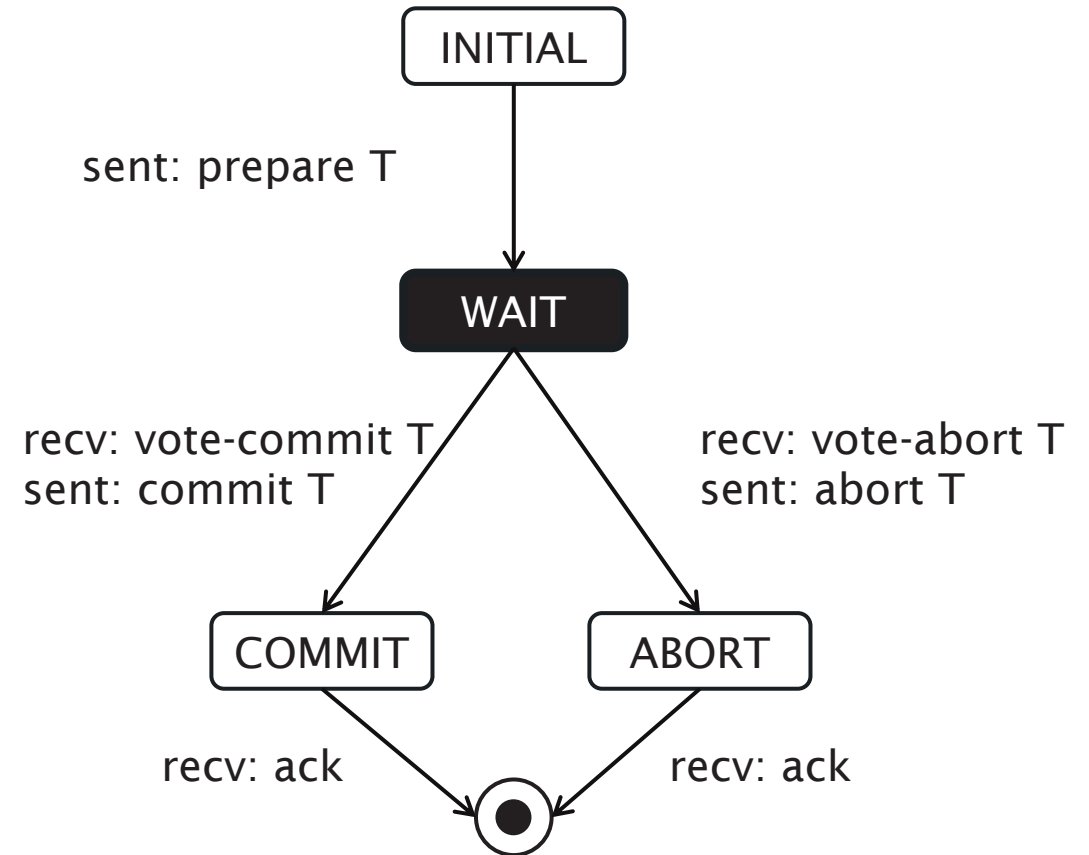 INITIAL
sent: prepare T
WAIT
recv: vote-commit T
sent: commit T
recv: vote-abort T
sent: abort T
COMMIT
ABORT
recv: ack
recv: ack